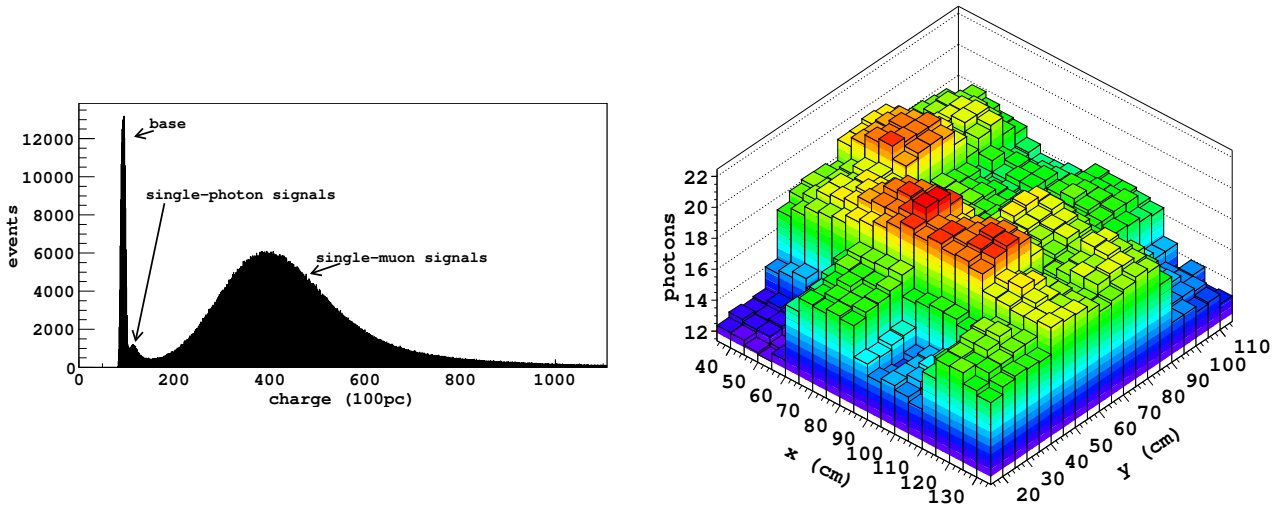 base
single-photon signals
single-muon signals
events
12000
10000
8000
6000
4000
2000
0
0 200 400 600 800 1000
charge (100pc)
photons
22
20
18
16
14
12
40 50 60 70 80 90 100 110 120 130
x (cm)
20 30 40 50 60 70 80 90 100 110
y (cm)